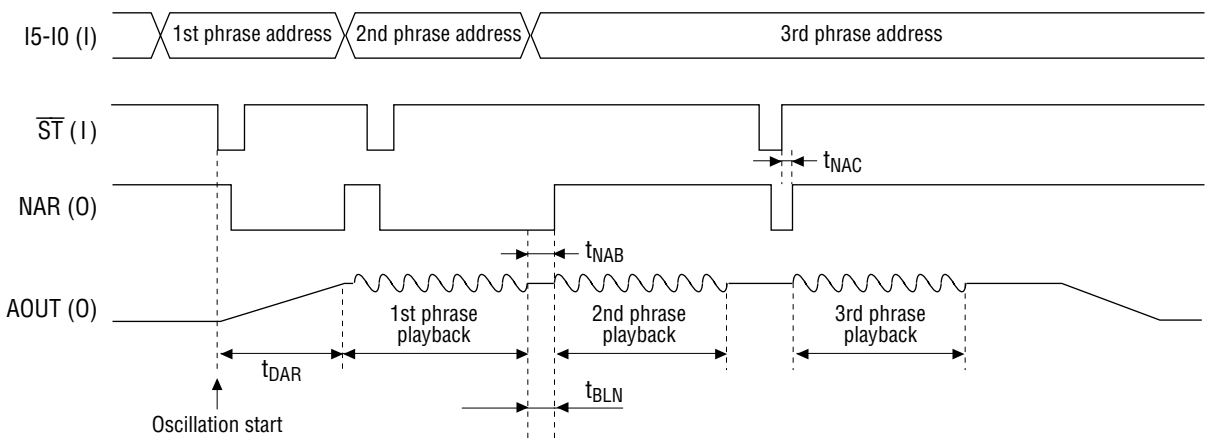 I5-I0 (I)
1st phrase address
2nd phrase address
3rd phrase address
ST (I)
tNAC
NAR (O)
tNAB
AOUT (O)
1st phrase
playback
2nd phrase
playback
3rd phrase
playback
tDAR
tBLN
Oscillation start